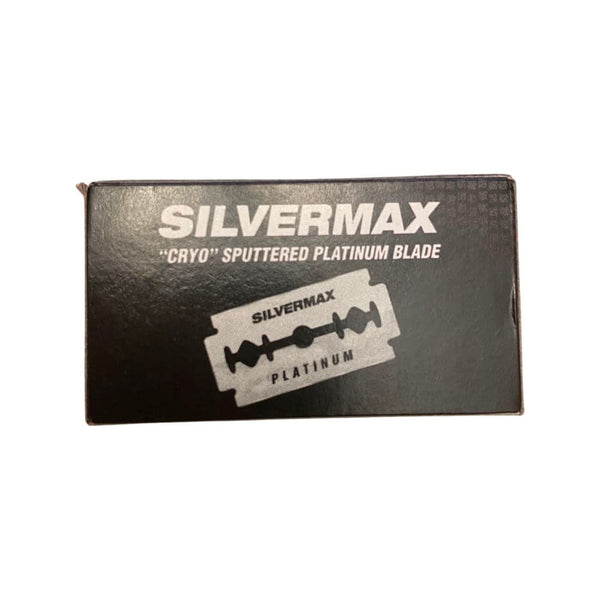 SILVERMAX
"CRYO" SPUTTERED PLATINUM BLADE
SILVERMAX
PLATINUM